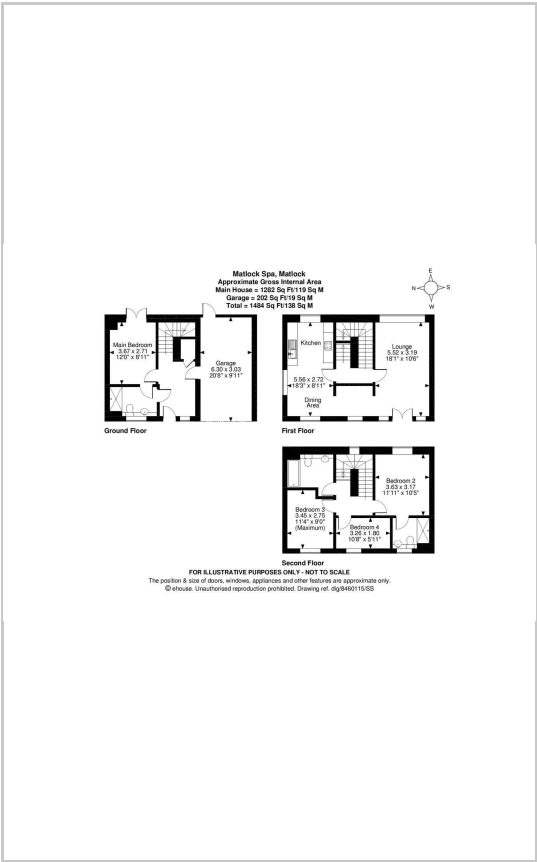 Matlock Spa, Matlock
Approximate Gross Internal Area
Main House = 1282 Sq Ft/119 Sq M
Garage = 202 Sq Ft/19 Sq M
Total = 1484 Sq Ft/138 Sq M
E
N
S
W
Main Bedroom
3.67 x 2.71
12'0" x 8'11"
Garage
6.30 x 3.03
20'8" x 9'11"
Ground Floor
Kitchen
5.56 x 2.72
18'3" x 8'11"
Dining
Area
Lounge
5.52 x 3.19
18'1" x 10'6"
First Floor
Bedroom 2
3.63 x 3.17
11'11" x 10'5"
Bedroom 3
3.45 x 2.75
11'4" x 9'0"
(Maximum)
Bedroom 4
3.26 x 1.80
10'8" x 5'11"
Second Floor
FOR ILLUSTRATIVE PURPOSES ONLY - NOT TO SCALE
The position & size of doors, windows, appliances and other features are approximate only.
© ehouse. Unauthorised reproduction prohibited. Drawing ref. dig/8460115/SS